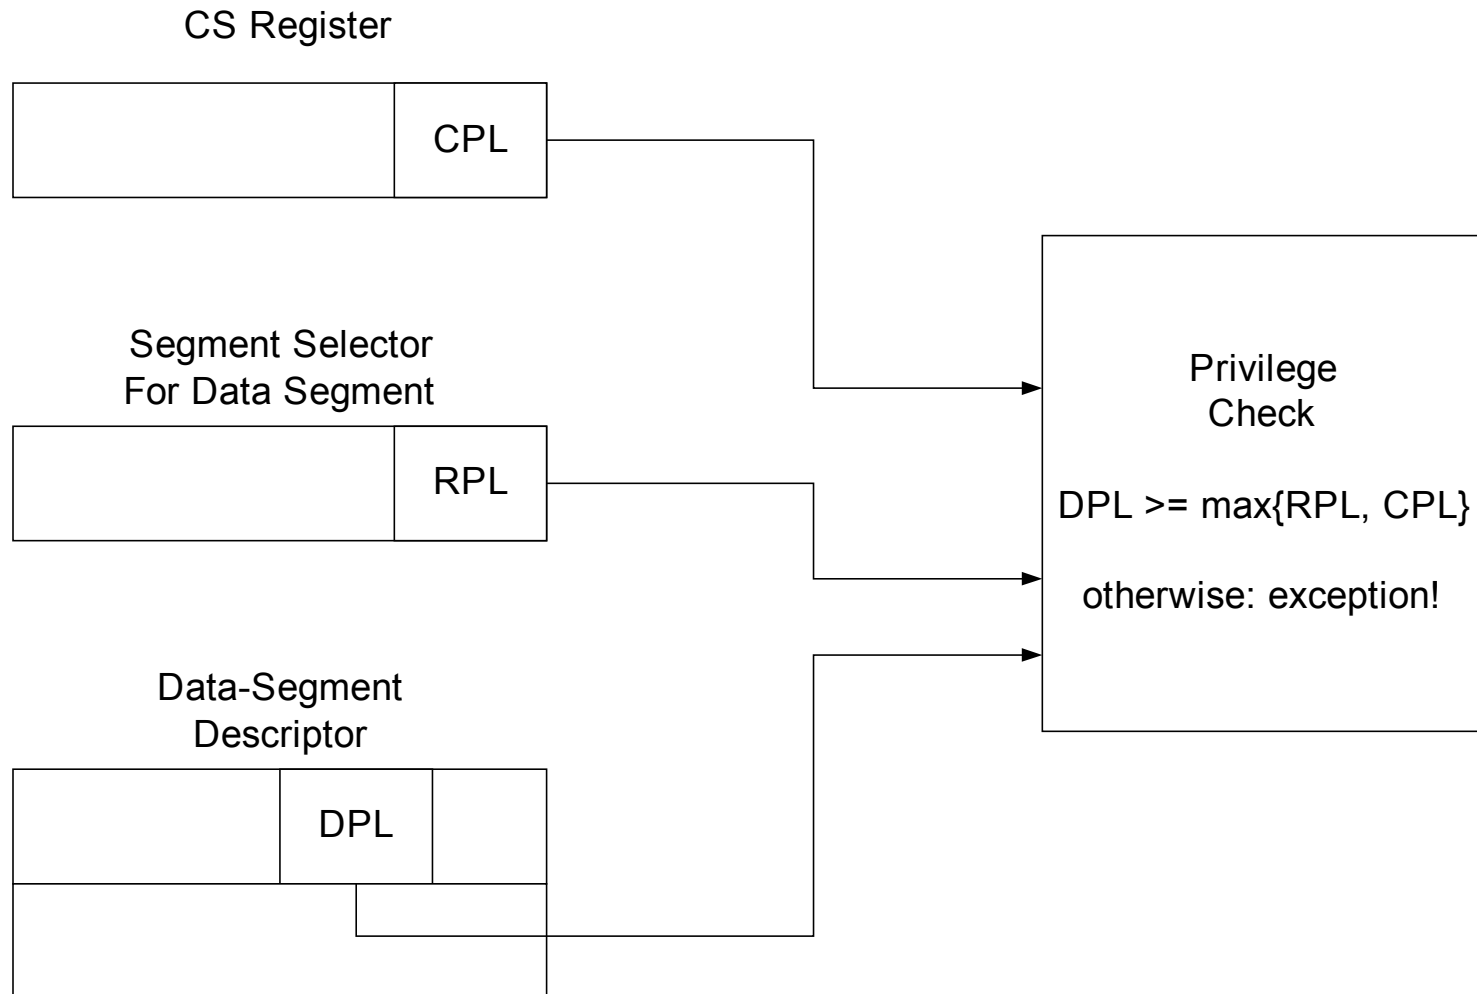 CS Register
CPL
Segment Selector
For Data Segment
RPL
Data-Segment
Descriptor
DPL
Privilege
Check
DPL >= max{RPL, CPL}
otherwise: exception!